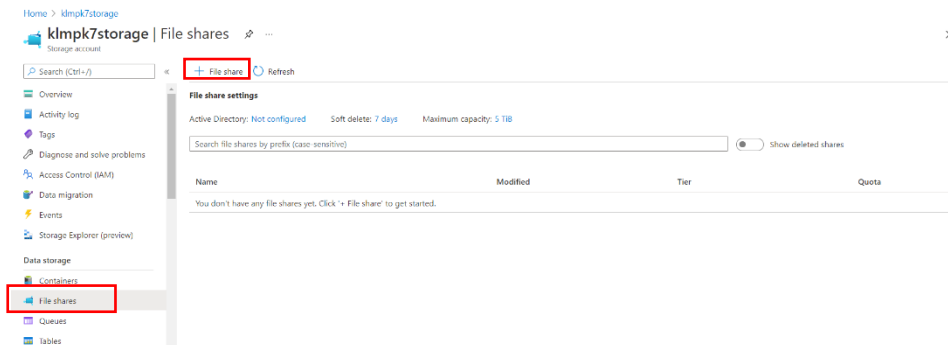 Home > klmpk7storage
klmpk7storage | File shares
Storage account
Search (Ctrl+/)
Overview
Activity log
Tags
Diagnose and solve problems
Access Control (IAM)
Data migration
Events
Storage Explorer (preview)
Data storage
Containers
File shares
Queues
Tables
+ File share Refresh
File share settings
Active Directory: Not configured Soft delete: 7 days Maximum capacity: 5 TiB
Search file shares by prefix (case-sensitive) Show deleted shares
Name Modified Tier Quota
You don't have any file shares yet. Click '+ File share' to get started.